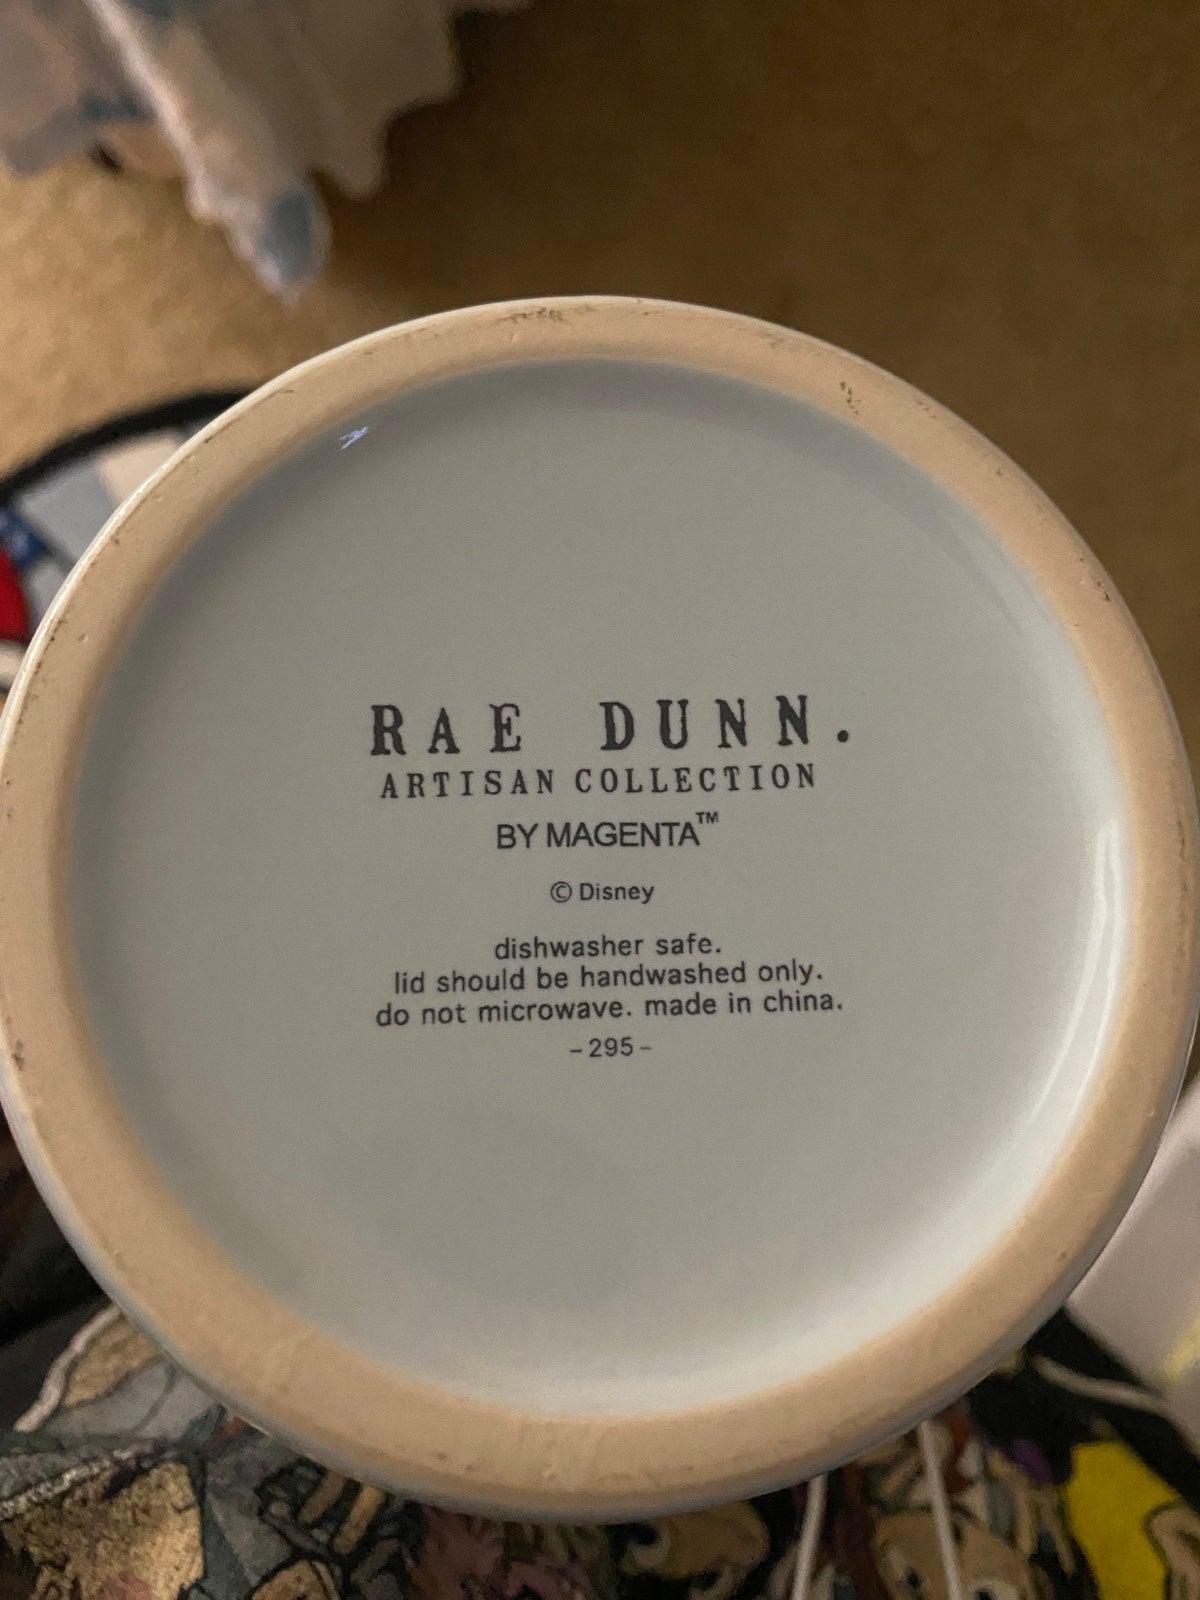 RAE DUNN.
ARTISAN COLLECTION
BY MAGENTA™
© Disney
dishwasher safe.
lid should be handwashed only.
do not microwave. made in china.
-295-